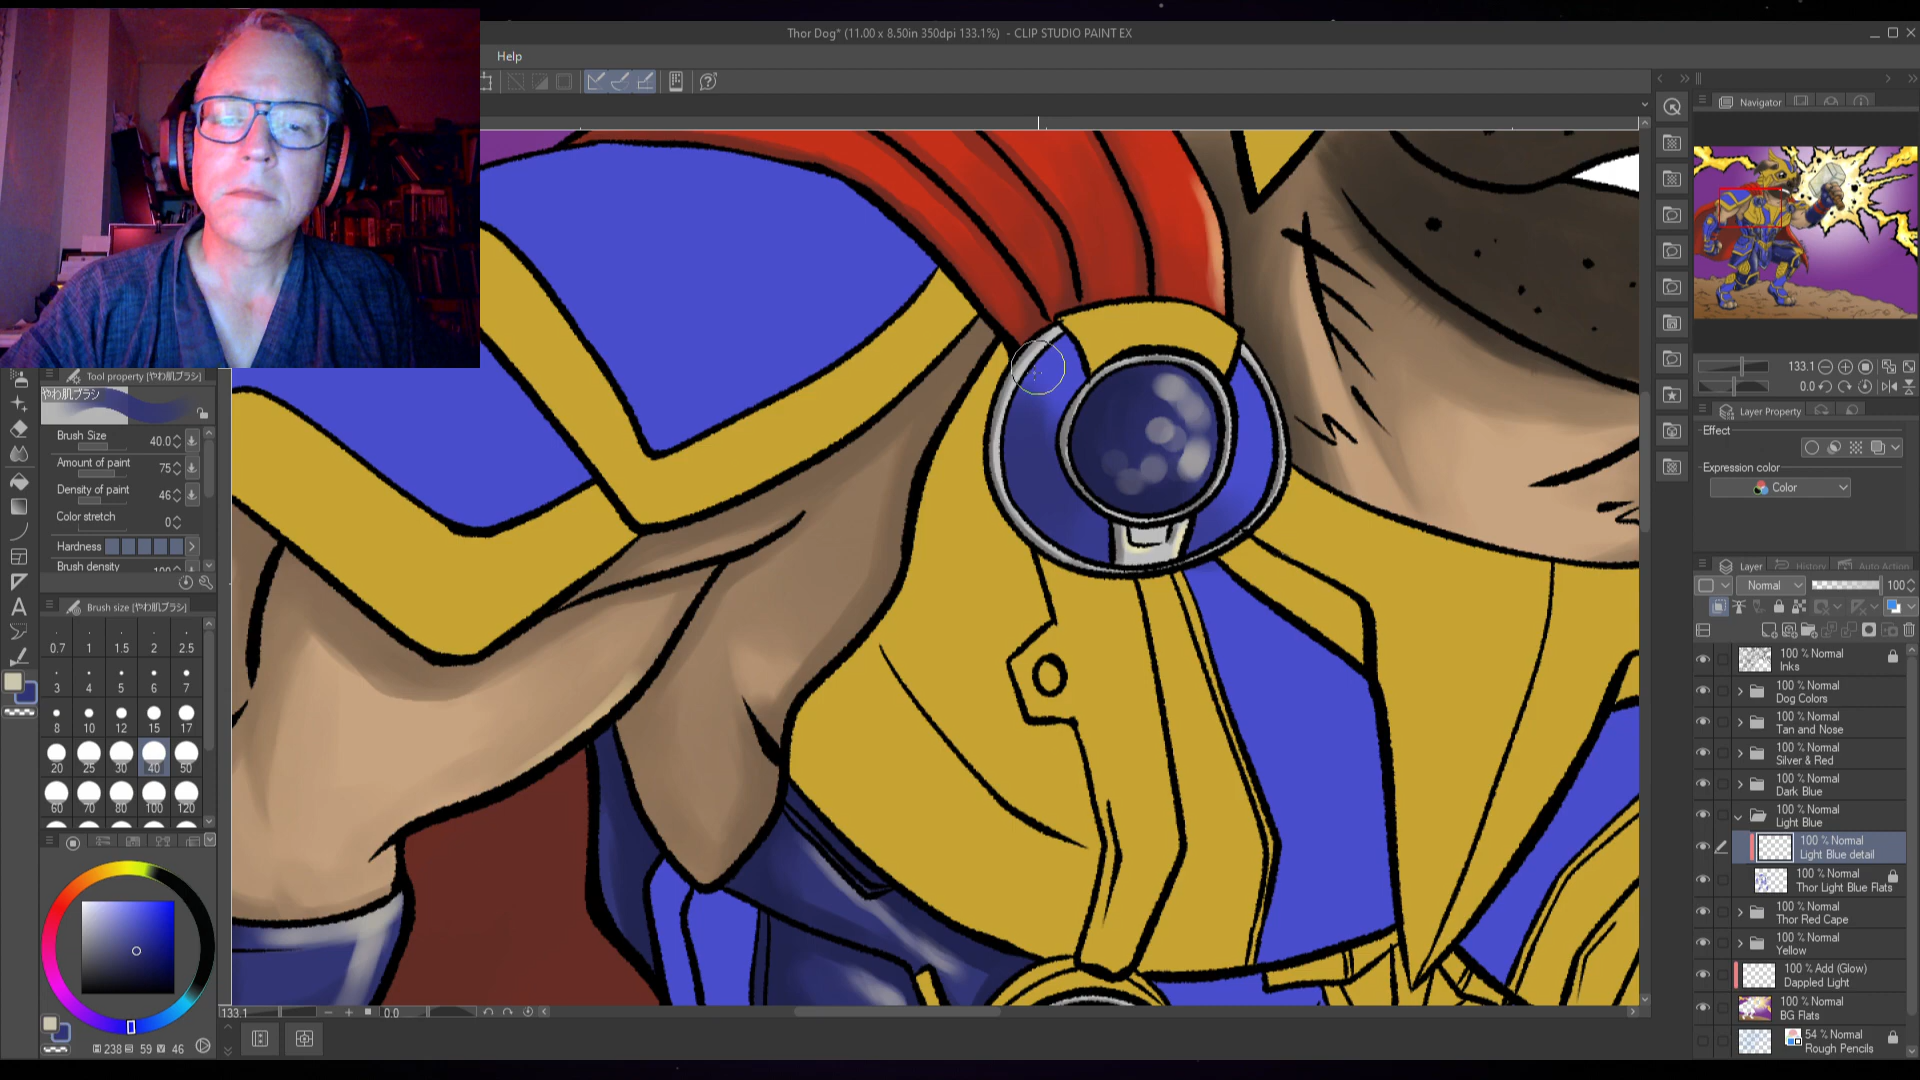 Thor Dog* (11.00 x 8.50in 350dpi 133.1%) - CLIP STUDIO PAINT EX
Help
Navigator
133.1
0.0
Layer Property
Effect
Expression color
Color
Layer
History
Auto Action
Normal
100
100 % Normal
Inks
100 % Normal
Dog Colors
100 % Normal
Tan and Nose
100 % Normal
Silver & Red
100 % Normal
Dark Blue
100 % Normal
Light Blue
100 % Normal
Light Blue detail
100 % Normal
Thor Light Blue Flats
100 % Normal
Thor Red Cape
100 % Normal
Yellow
100 % Add (Glow)
Dappled Light
100 % Normal
BG Flats
54 % Normal
Rough Pencils
Tool property [やわ肌ブラシ]
やわ肌ブラシ
Brush Size 40.0
Amount of paint 75
Density of paint 46
Color stretch 0
Hardness
Brush density 100
Brush size [やわ肌ブラシ]
0.7 1 1.5 2 2.5
3 4 5 6 7
8 10 12 15 17
20 25 30 40 50
60 70 80 100 120
H 238 S 59 V 46
133.1
0.0